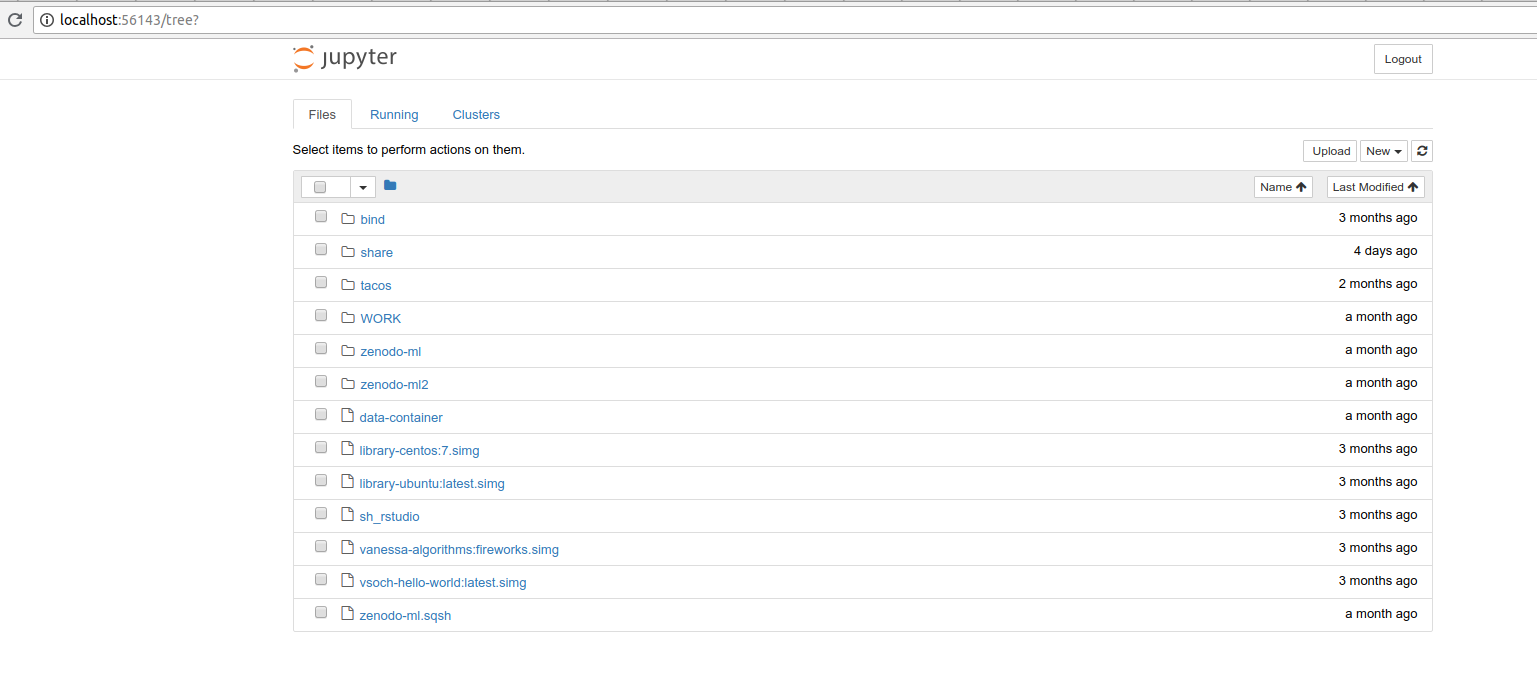 localhost:56143/tree?
jupyter
Logout
Files Running Clusters
Select items to perform actions on them.
Upload New
Name Last Modified
bind 3 months ago
share 4 days ago
tacos 2 months ago
WORK a month ago
zenodo-ml a month ago
zenodo-ml2 a month ago
data-container a month ago
library-centos:7.simg 3 months ago
library-ubuntu:latest.simg 3 months ago
sh_rstudio 3 months ago
vanessa-algorithms:fireworks.simg 3 months ago
vsoch-hello-world:latest.simg 3 months ago
zenodo-ml.sqsh a month ago